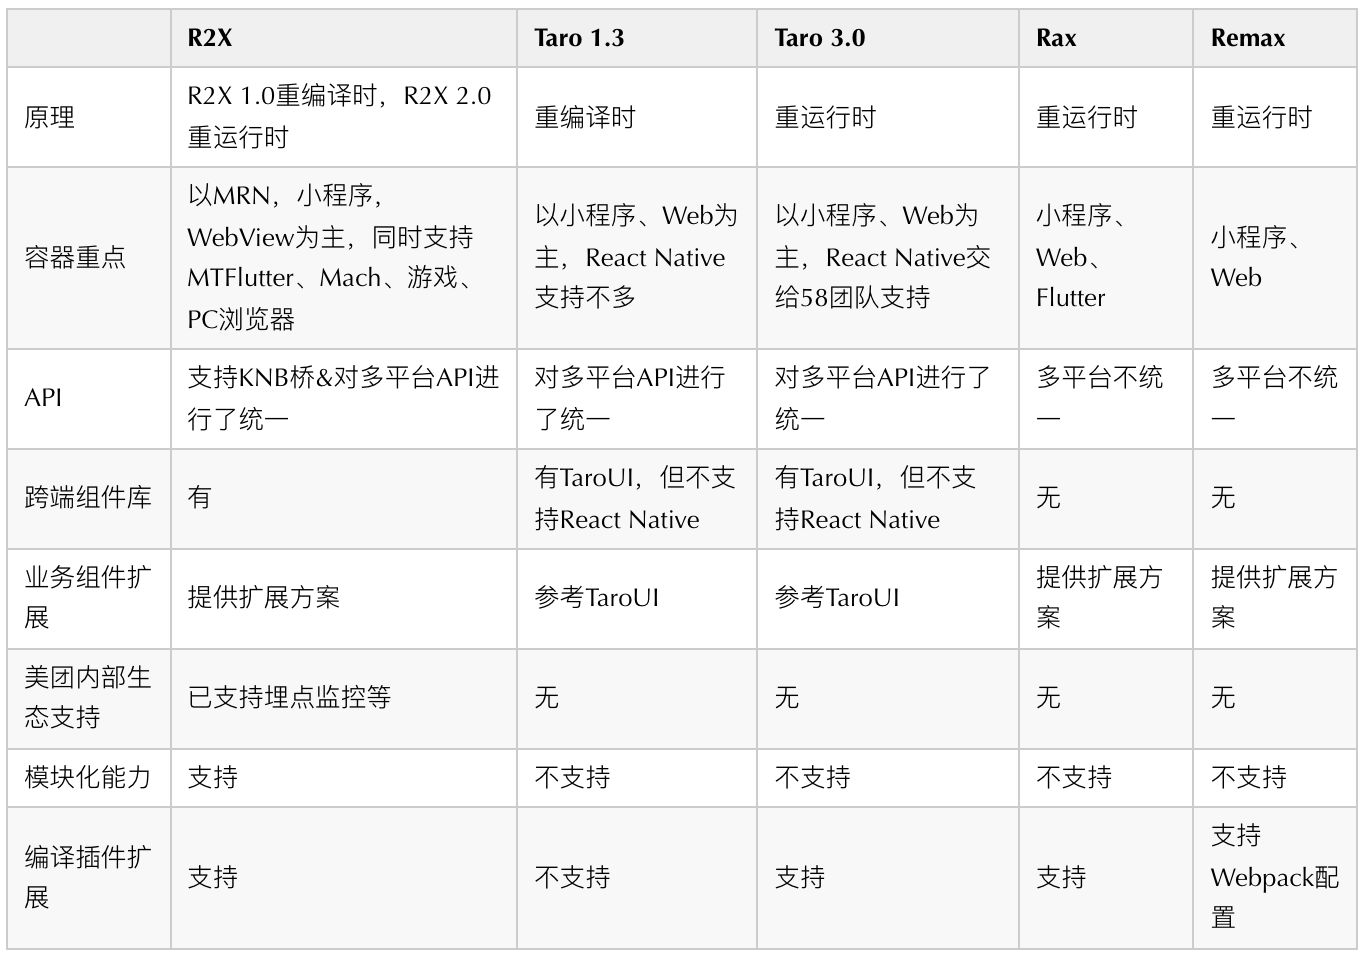 R2X
Taro 1.3
Taro 3.0
Rax
Remax
原理
R2X 1.0重编译时，R2X 2.0
重运行时
重编译时
重运行时
重运行时
重运行时
容器重点
以MRN，小程序，
WebView为主，同时支持
MTFlutter、Mach、游戏、
PC浏览器
以小程序、Web为
主，React Native
支持不多
以小程序、Web为
主，React Native交
给58团队支持
小程序、
Web、
Flutter
小程序、
Web
API
支持KNB桥&对多平台API进
行了统一
对多平台API进行
了统一
对多平台API进行了
统一
多平台不统
一
多平台不统
一
跨端组件库
有
有TaroUI，但不支
持React Native
有TaroUI，但不支
持React Native
无
无
业务组件扩
展
提供扩展方案
参考TaroUI
参考TaroUI
提供扩展方
案
提供扩展方
案
美团内部生
态支持
已支持埋点监控等
无
无
无
无
模块化能力
支持
不支持
不支持
不支持
不支持
编译插件扩
展
支持
不支持
支持
支持
支持
Webpack配
置